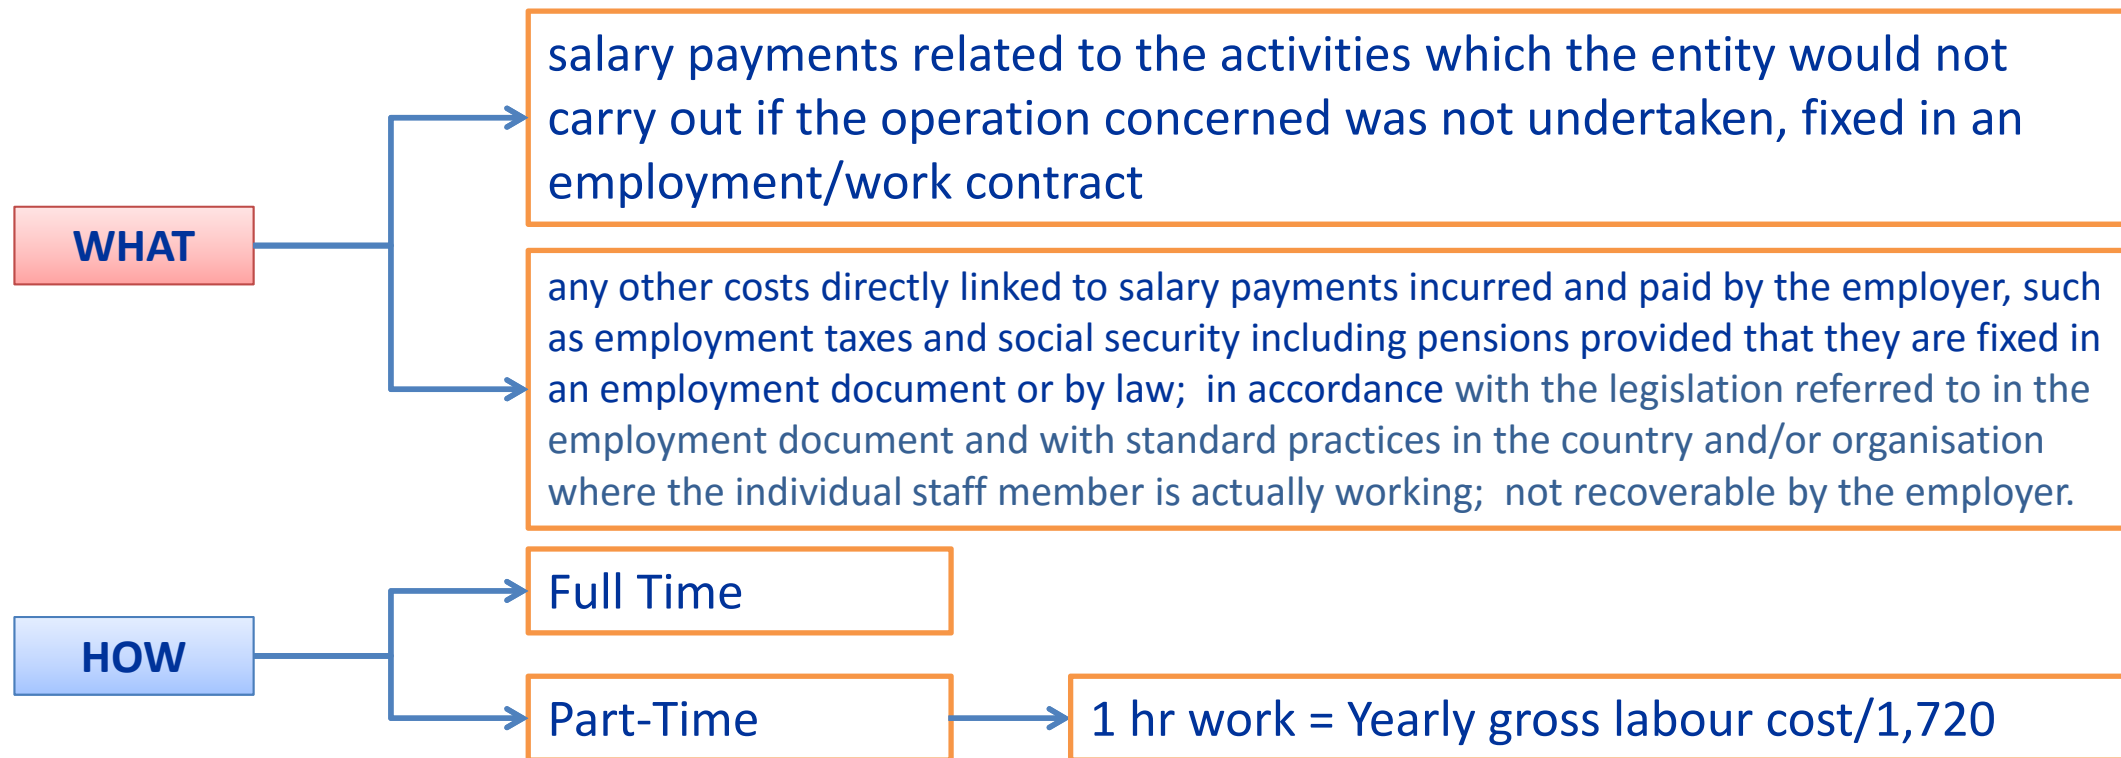 salary payments related to the activities which the entity would not
carry out if the operation concerned was not undertaken, fixed in an
employment/work contract
WHAT
any other costs directly linked to salary payments incurred and paid by the employer, such
as employment taxes and social security including pensions provided that they are fixed in
an employment document or by law;  in accordance with the legislation referred to in the
employment document and with standard practices in the country and/or organisation
where the individual staff member is actually working;  not recoverable by the employer.
Full Time
HOW
Part-Time
1 hr work = Yearly gross labour cost/1,720